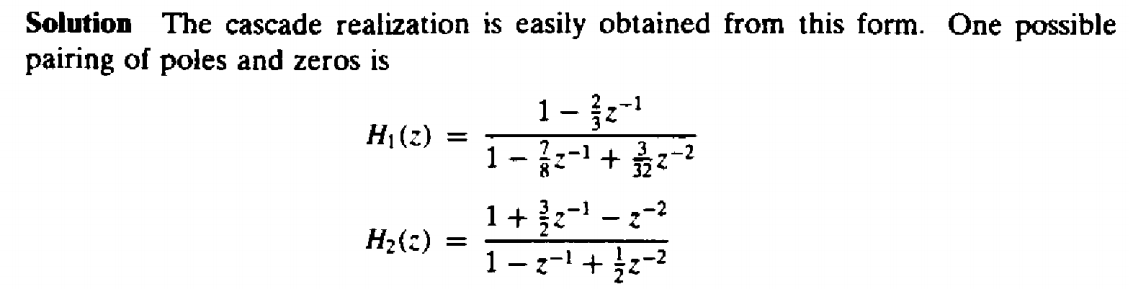 Solution The cascade realization is easily obtained from this form. One possible
pairing of poles and zeros is
H₁(z) = (1 − 2/3 z⁻¹) / (1 − 7/8 z⁻¹ + 3/32 z⁻²)
H₂(z) = (1 + 3/2 z⁻¹ − z⁻²) / (1 − z⁻¹ + 1/2 z⁻²)